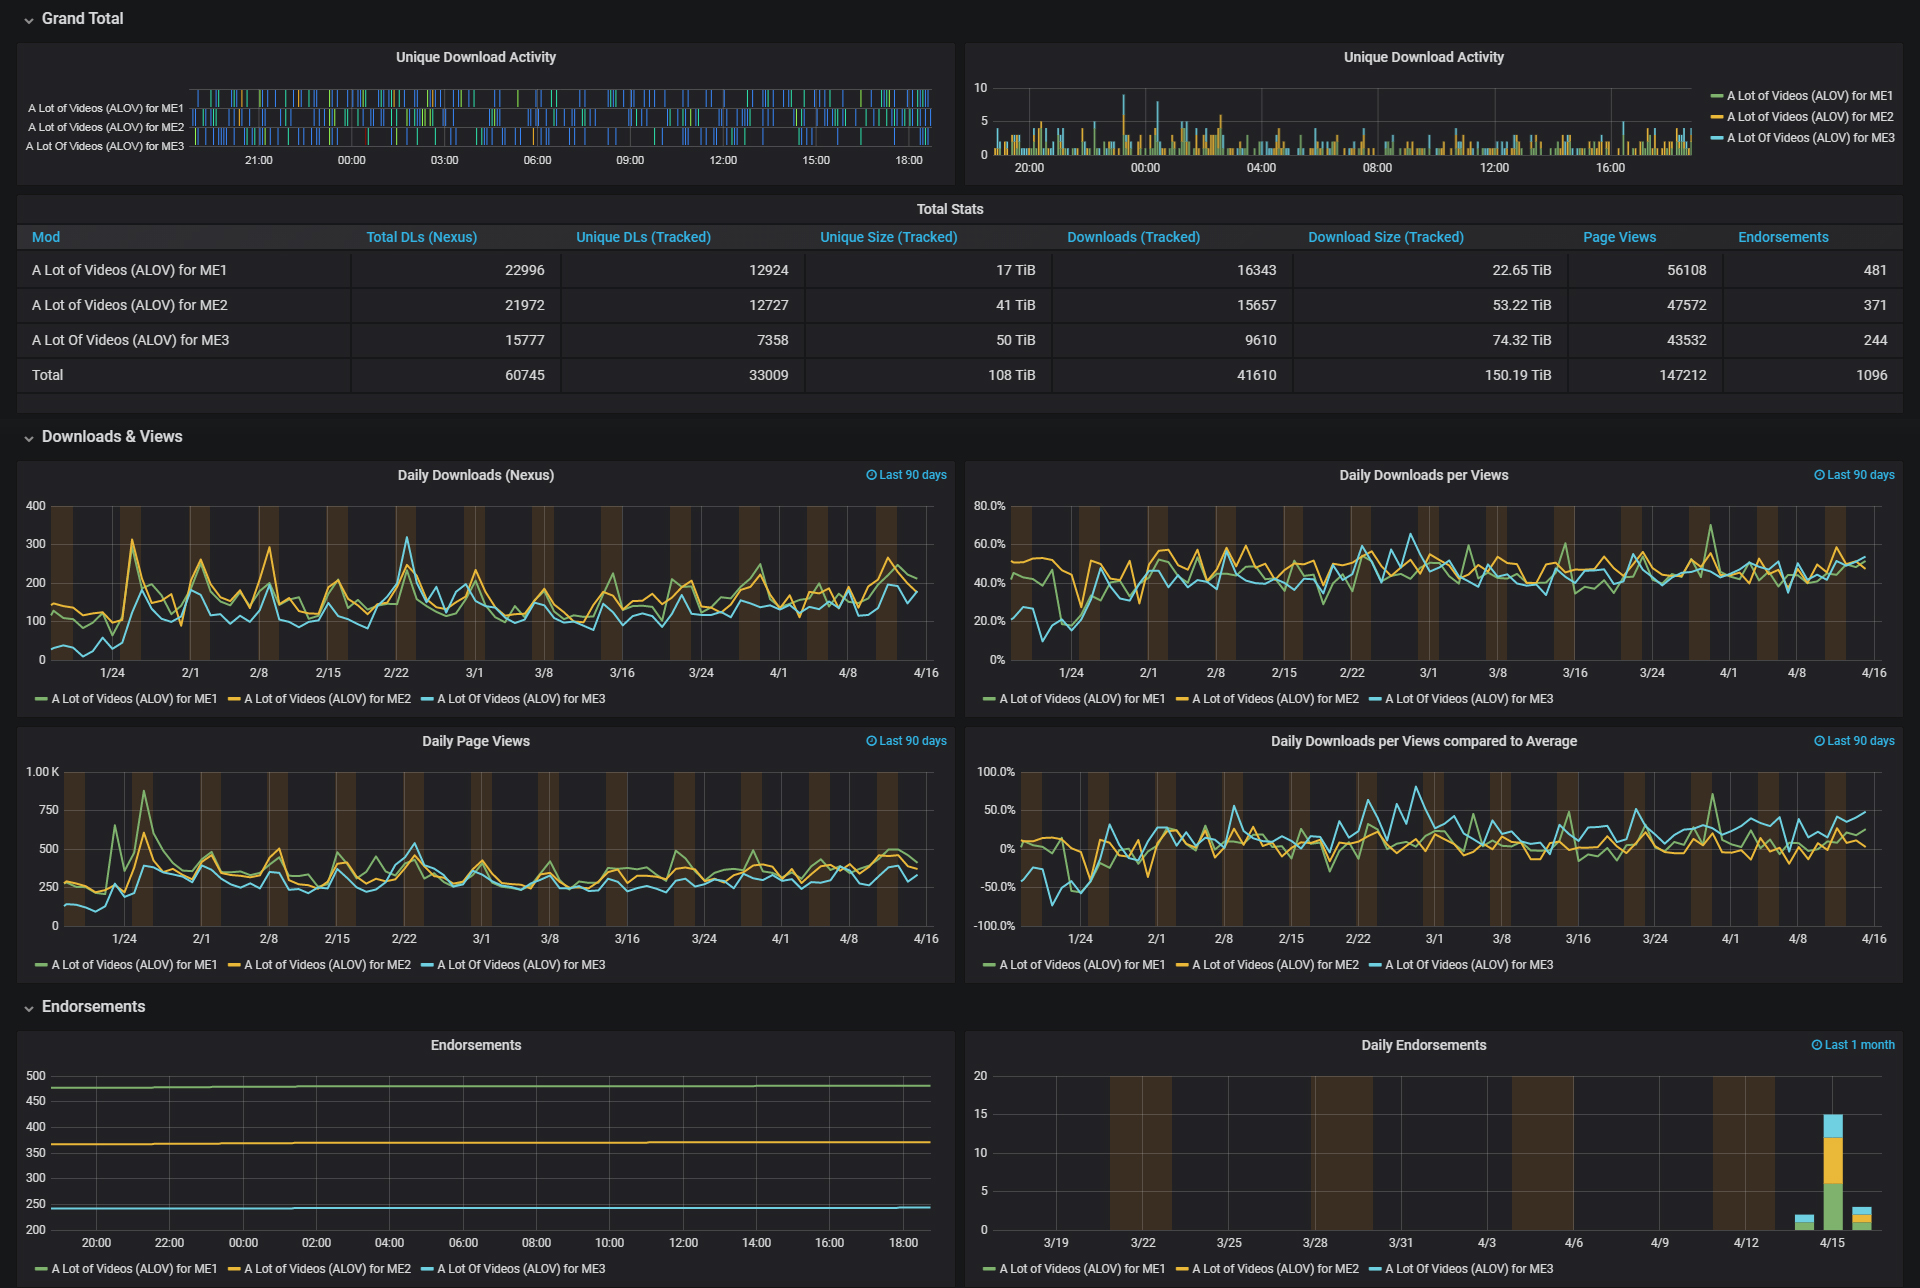 Grand Total
Unique Download Activity
A Lot of Videos (ALOV) for ME1
A Lot of Videos (ALOV) for ME2
A Lot Of Videos (ALOV) for ME3
21:00 00:00 03:00 06:00 09:00 12:00 15:00 18:00
Unique Download Activity
10
5
0
20:00 00:00 04:00 08:00 12:00 16:00
A Lot of Videos (ALOV) for ME1
A Lot of Videos (ALOV) for ME2
A Lot Of Videos (ALOV) for ME3
Total Stats
Mod Total DLs (Nexus) Unique DLs (Tracked) Unique Size (Tracked) Downloads (Tracked) Download Size (Tracked) Page Views Endorsements
A Lot of Videos (ALOV) for ME1 22996 12924 17 TiB 16343 22.65 TiB 56108 481
A Lot of Videos (ALOV) for ME2 21972 12727 41 TiB 15657 53.22 TiB 47572 371
A Lot Of Videos (ALOV) for ME3 15777 7358 50 TiB 9610 74.32 TiB 43532 244
Total 60745 33009 108 TiB 41610 150.19 TiB 147212 1096
Downloads & Views
Daily Downloads (Nexus) Last 90 days
400
300
200
100
0
1/24 2/1 2/8 2/15 2/22 3/1 3/8 3/16 3/24 4/1 4/8 4/16
A Lot of Videos (ALOV) for ME1 A Lot of Videos (ALOV) for ME2 A Lot Of Videos (ALOV) for ME3
Daily Downloads per Views Last 90 days
80.0%
60.0%
40.0%
20.0%
0%
1/24 2/1 2/8 2/15 2/22 3/1 3/8 3/16 3/24 4/1 4/8 4/16
A Lot of Videos (ALOV) for ME1 A Lot of Videos (ALOV) for ME2 A Lot Of Videos (ALOV) for ME3
Daily Page Views Last 90 days
1.00 K
750
500
250
0
1/24 2/1 2/8 2/15 2/22 3/1 3/8 3/16 3/24 4/1 4/8 4/16
A Lot of Videos (ALOV) for ME1 A Lot of Videos (ALOV) for ME2 A Lot Of Videos (ALOV) for ME3
Daily Downloads per Views compared to Average Last 90 days
100.0%
50.0%
0%
-50.0%
-100.0%
1/24 2/1 2/8 2/15 2/22 3/1 3/8 3/16 3/24 4/1 4/8 4/16
A Lot of Videos (ALOV) for ME1 A Lot of Videos (ALOV) for ME2 A Lot Of Videos (ALOV) for ME3
Endorsements
Endorsements
500
450
400
350
300
250
200
20:00 22:00 00:00 02:00 04:00 06:00 08:00 10:00 12:00 14:00 16:00 18:00
A Lot of Videos (ALOV) for ME1 A Lot of Videos (ALOV) for ME2 A Lot Of Videos (ALOV) for ME3
Daily Endorsements Last 1 month
20
15
10
5
0
3/19 3/22 3/25 3/28 3/31 4/3 4/6 4/9 4/12 4/15
A Lot of Videos (ALOV) for ME1 A Lot of Videos (ALOV) for ME2 A Lot Of Videos (ALOV) for ME3